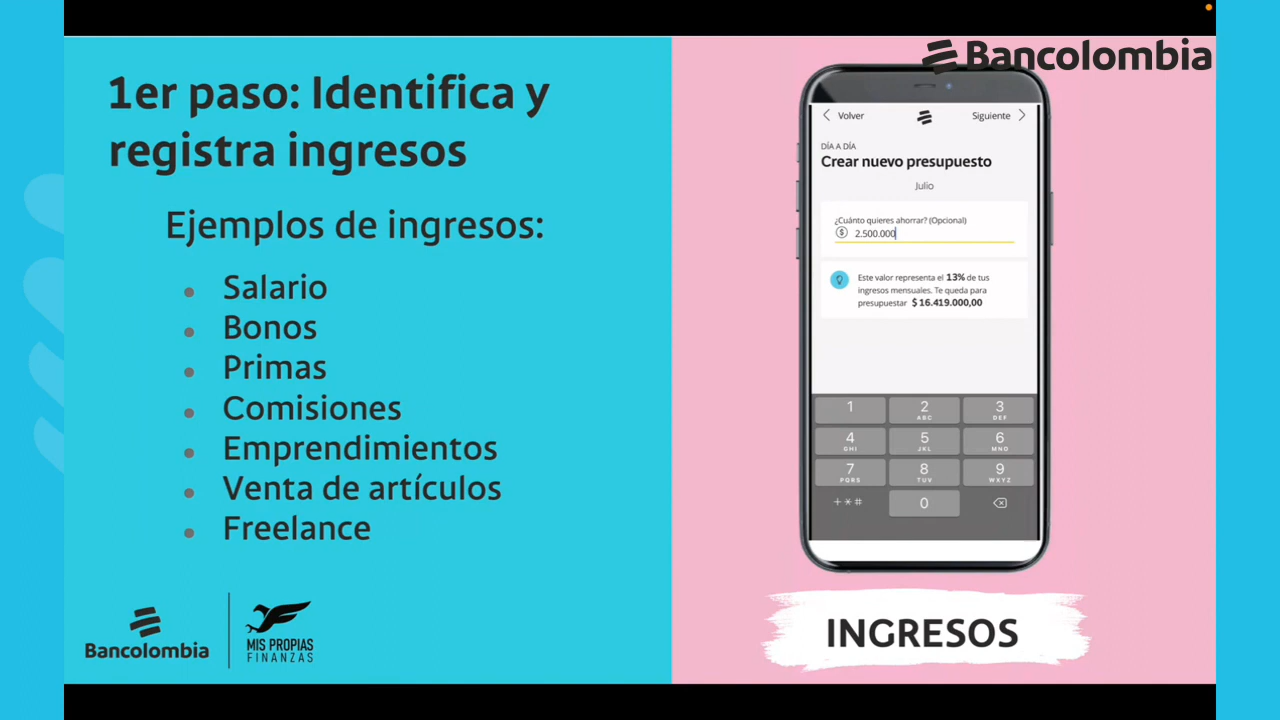 Bancolombia
1er paso: Identifica y
registra ingresos
Ejemplos de ingresos:
• Salario
• Bonos
• Primas
• Comisiones
• Emprendimientos
• Venta de artículos
• Freelance
Bancolombia
MIS PROPIAS
FINANZAS
Volver
Siguiente
DÍA A DÍA
Crear nuevo presupuesto
Julio
¿Cuánto quieres ahorrar? (Opcional)
$ 2.500.000
Este valor representa el 13% de tus
ingresos mensuales. Te queda para
presupuestar $ 16.419.000,00
1 2 3
ABC DEF
4 5 6
GHI JKL MNO
7 8 9
PQRS TUV WXYZ
+ * # 0
INGRESOS